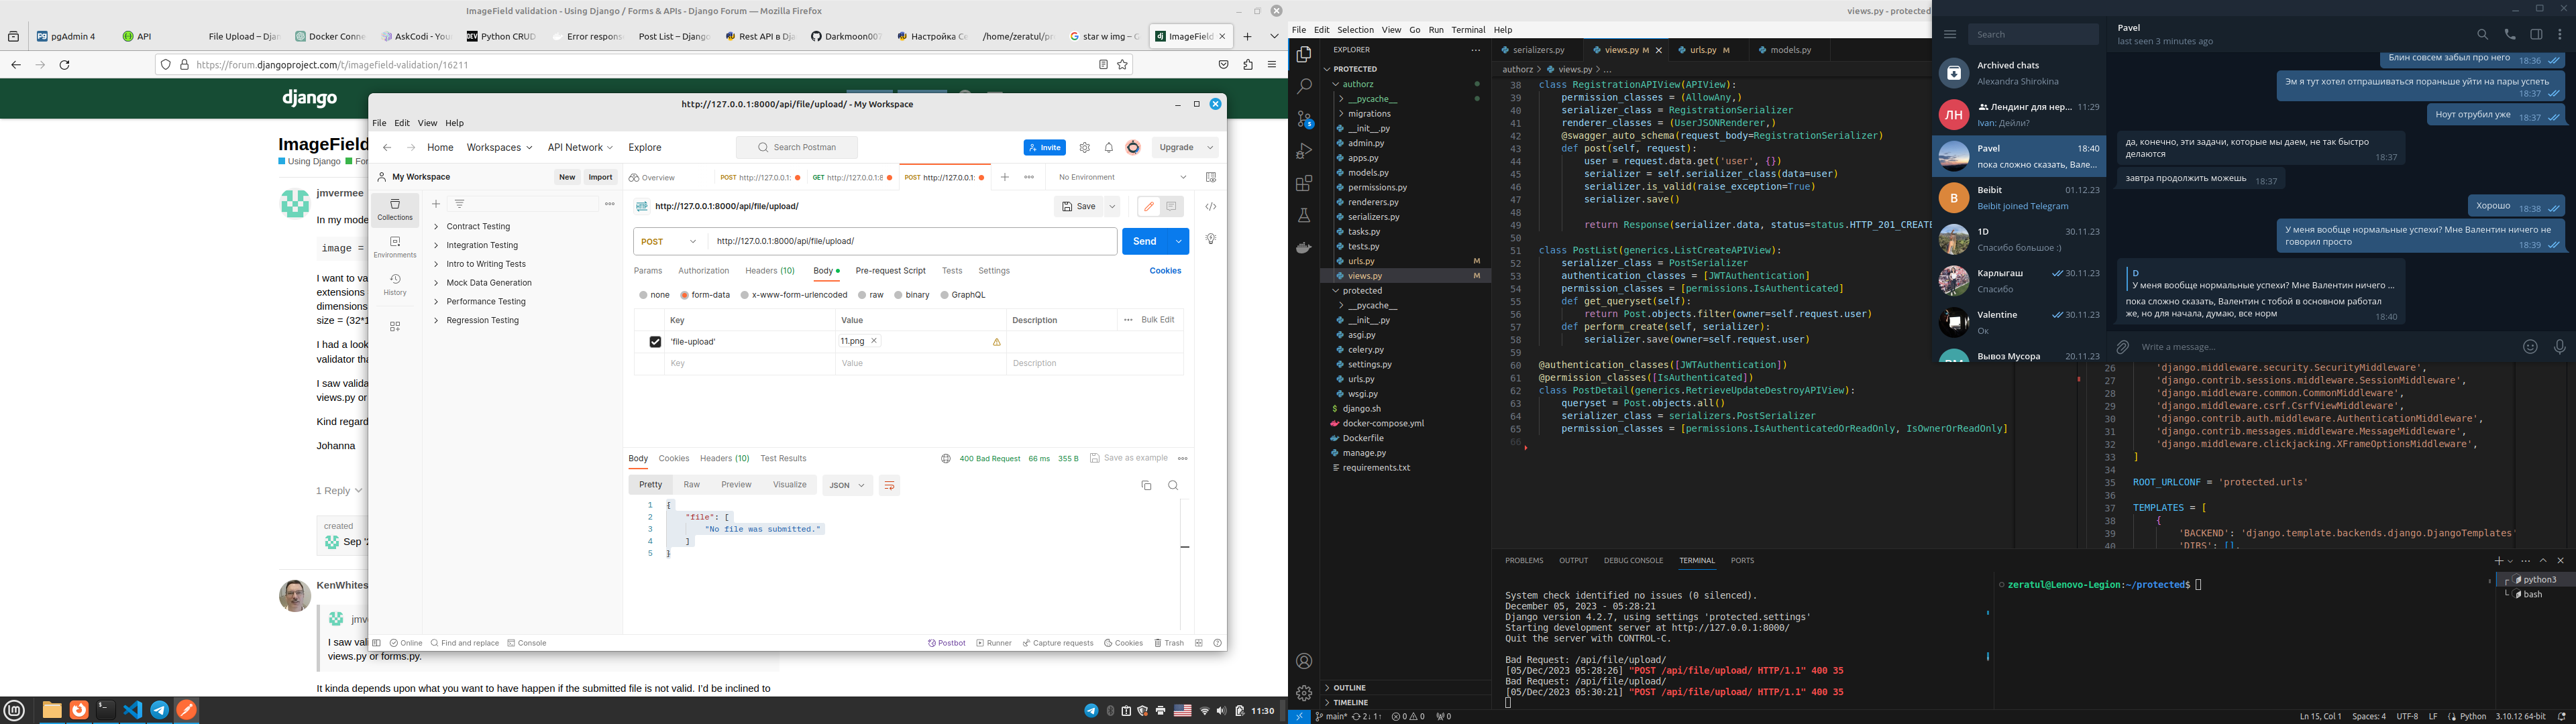 ImageField validation - Using Django / Forms & APIs - Django Forum — Mozilla Firefox
pgAdmin 4
API
File Upload – Djan
Docker Conne
AskCodi - You
Python CRUD
Error respons
Post List – Django
Rest API в Dja
Darkmoon007
Настройка Ce
/home/zeratul/pr
star w img – G
ImageField
https://forum.djangoproject.com/t/imagefield-validation/16211
django
ImageField
Using Django
For
jmvermee
In my mode
image =
I want to va
extensions
dimensions
size = (32*1
I had a look
validator tha
I saw valida
views.py or
Kind regard
Johanna
1 Reply
created
Sep '2
KenWhites
jmve
I saw vali
views.py or forms.py.
It kinda depends upon what you want to have happen if the submitted file is not valid. I'd be inclined to
http://127.0.0.1:8000/api/file/upload/ - My Workspace
File Edit View Help
Home Workspaces API Network Explore
Search Postman
Invite
Upgrade
My Workspace
New
Import
Overview
POST http://127.0.0.1:
GET http://127.0.0.1:8
POST http://127.0.0.1:
No Environment
Collections
Environments
History
Contract Testing
Integration Testing
Intro to Writing Tests
Mock Data Generation
Performance Testing
Regression Testing
http://127.0.0.1:8000/api/file/upload/
Save
POST
http://127.0.0.1:8000/api/file/upload/
Send
Params Authorization Headers (10) Body Pre-request Script Tests Settings
Cookies
none form-data x-www-form-urlencoded raw binary GraphQL
Key Value Description Bulk Edit
'file-upload' 11.png
Key Value Description
Body Cookies Headers (10) Test Results
400 Bad Request 66 ms 355 B Save as example
Pretty Raw Preview Visualize JSON
1 {
2 "file": [
3 "No file was submitted."
4 ]
5 }
Online Find and replace Console
Postbot Runner Capture requests Cookies Trash
11:30
views.py - protected
File Edit Selection View Go Run Terminal Help
EXPLORER
PROTECTED
authorz
__pycache__
migrations
__init__.py
admin.py
apps.py
models.py
permissions.py
renderers.py
serializers.py
tasks.py
tests.py
urls.py M
views.py M
protected
__pycache__
__init__.py
asgi.py
celery.py
settings.py
urls.py
wsgi.py
django.sh
docker-compose.yml
Dockerfile
manage.py
requirements.txt
OUTLINE
TIMELINE
serializers.py
views.py M
urls.py M
models.py
authorz > views.py > ...
38 class RegistrationAPIView(APIView):
39 permission_classes = (AllowAny,)
40 serializer_class = RegistrationSerializer
41 renderer_classes = (UserJSONRenderer,)
42 @swagger_auto_schema(request_body=RegistrationSerializer)
43 def post(self, request):
44 user = request.data.get('user', {})
45 serializer = self.serializer_class(data=user)
46 serializer.is_valid(raise_exception=True)
47 serializer.save()
48
49 return Response(serializer.data, status=status.HTTP_201_CREATE
50
51 class PostList(generics.ListCreateAPIView):
52 serializer_class = PostSerializer
53 authentication_classes = [JWTAuthentication]
54 permission_classes = [permissions.IsAuthenticated]
55 def get_queryset(self):
56 return Post.objects.filter(owner=self.request.user)
57 def perform_create(self, serializer):
58 serializer.save(owner=self.request.user)
59
60 @authentication_classes([JWTAuthentication])
61 @permission_classes([IsAuthenticated])
62 class PostDetail(generics.RetrieveUpdateDestroyAPIView):
63 queryset = Post.objects.all()
64 serializer_class = serializers.PostSerializer
65 permission_classes = [permissions.IsAuthenticatedOrReadOnly, IsOwnerOrReadOnly]
66
Search
Archived chats
Alexandra Shirokina
ЛН
Лендинг для нер... 11:29
Ivan: Дейли?
Pavel 18:40
пока сложно сказать, Вале...
B
Beibit 01.12.23
Beibit joined Telegram
1D 30.11.23
Спасибо большое :)
Карлыгаш 30.11.23
Спасибо
Valentine 30.11.23
Ок
Вывоз Мусора 20.11.23
Pavel
last seen 3 minutes ago
Блин совсем забыл про него 18:36
Эм я тут хотел отпрашиваться пораньше уйти на пары успеть
18:37
Ноут отрубил уже 18:37
да, конечно, эти задачи, которые мы даем, не так быстро
делаются 18:37
завтра продолжить можешь 18:37
Хорошо 18:38
У меня вообще нормальные успехи? Мне Валентин ничего не
говорил просто 18:39
D
У меня вообще нормальные успехи? Мне Валентин ничего ...
пока сложно сказать, Валентин с тобой в основном работал
же, но для начала, думаю, все норм 18:40
Write a message...
26 'django.middleware.security.SecurityMiddleware',
27 'django.contrib.sessions.middleware.SessionMiddleware',
28 'django.middleware.common.CommonMiddleware',
29 'django.middleware.csrf.CsrfViewMiddleware',
30 'django.contrib.auth.middleware.AuthenticationMiddleware',
31 'django.contrib.messages.middleware.MessageMiddleware',
32 'django.middleware.clickjacking.XFrameOptionsMiddleware',
33 ]
34
35 ROOT_URLCONF = 'protected.urls'
36
37 TEMPLATES = [
38 {
39 'BACKEND': 'django.template.backends.django.DjangoTemplates'
40 'DIRS': [],
PROBLEMS OUTPUT DEBUG CONSOLE TERMINAL PORTS
System check identified no issues (0 silenced).
December 05, 2023 - 05:28:21
Django version 4.2.7, using settings 'protected.settings'
Starting development server at http://127.0.0.1:8000/
Quit the server with CONTROL-C.
Bad Request: /api/file/upload/
[05/Dec/2023 05:28:26] "POST /api/file/upload/ HTTP/1.1" 400 35
Bad Request: /api/file/upload/
[05/Dec/2023 05:30:21] "POST /api/file/upload/ HTTP/1.1" 400 35
zeratul@Lenovo-Legion:~/protected$
python3
bash
main* 2↓ 1↑ 0 0 0
Ln 15, Col 1 Spaces: 4 UTF-8 LF Python 3.10.12 64-bit